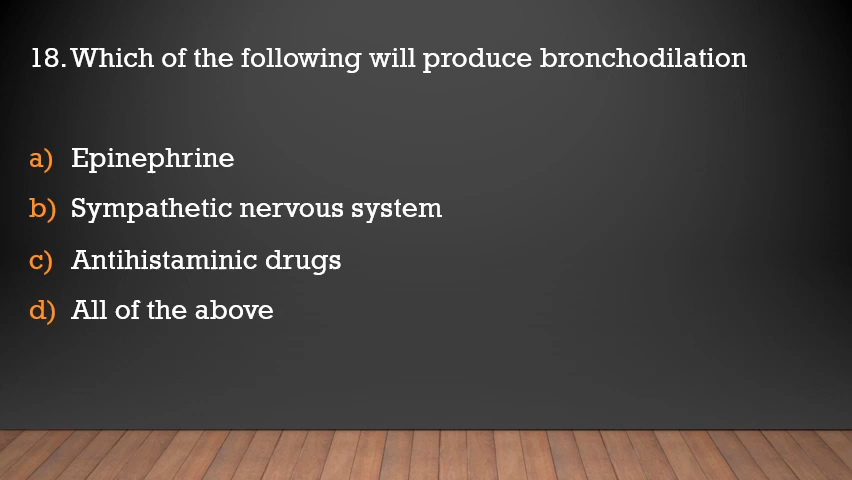 18. Which of the following will produce bronchodilation
a) Epinephrine
b) Sympathetic nervous system
c) Antihistaminic drugs
d) All of the above